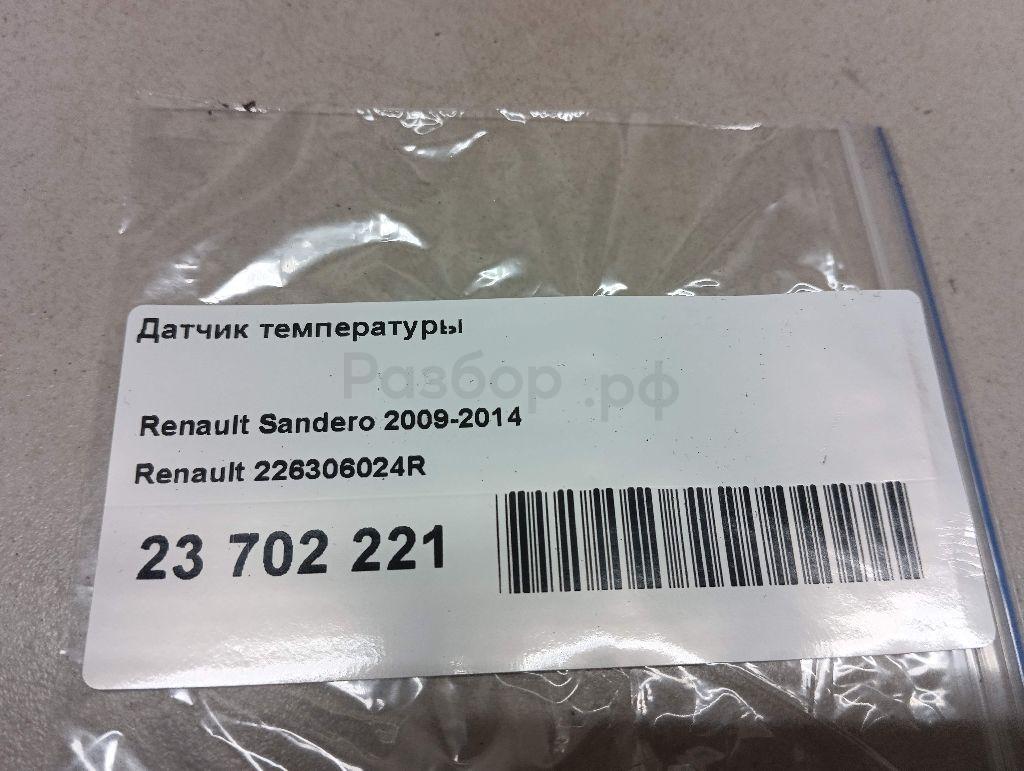 Датчик температуры
Разбор.рф
Renault Sandero 2009-2014
Renault 226306024R
23 702 221